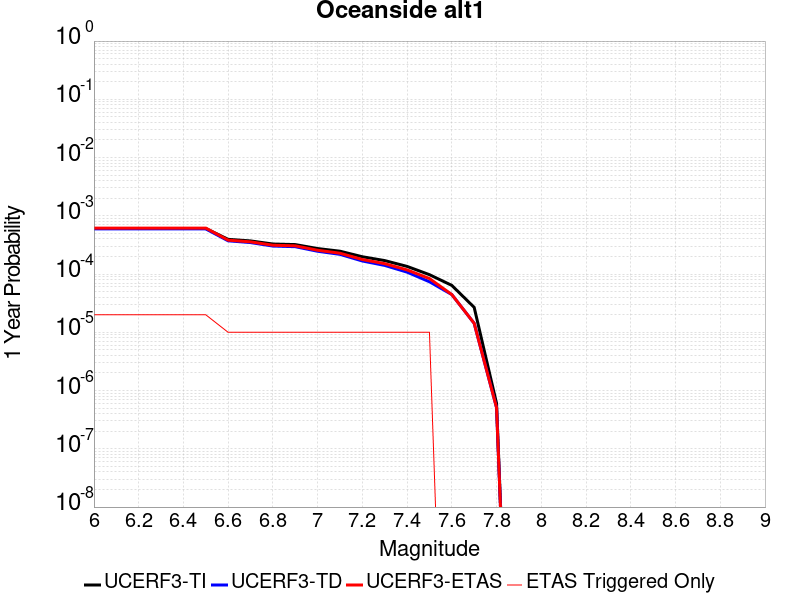 Oceanside alt1
10^0
10^-1
10^-2
10^-3
10^-4
10^-5
10^-6
10^-7
10^-8
1 Year Probability
6 6.2 6.4 6.6 6.8 7 7.2 7.4 7.6 7.8 8 8.2 8.4 8.6 8.8 9
Magnitude
UCERF3-TI UCERF3-TD UCERF3-ETAS ETAS Triggered Only